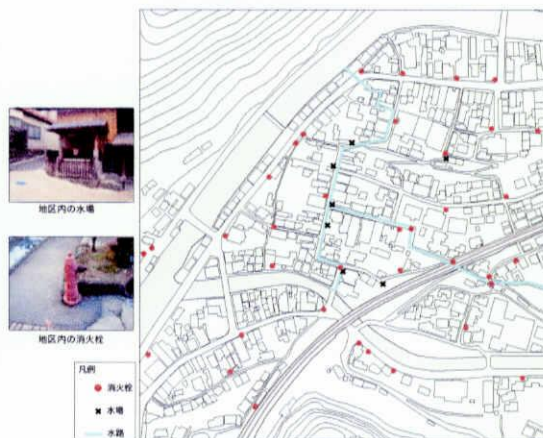 地区内の水場
地区内の消火栓
凡例
消火栓
水場
水路